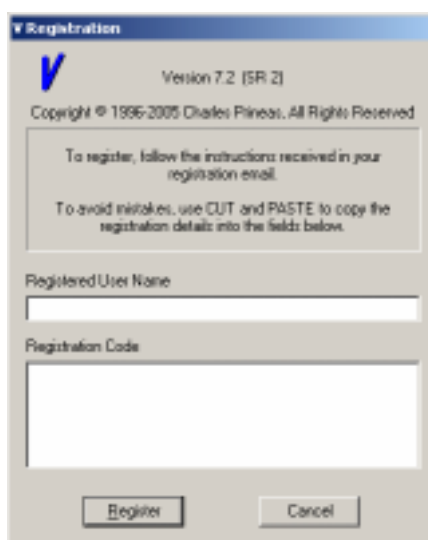 V Registration
V
Version 7.2 (SR 2)
Copyright © 1996-2005 Charles Prineas, All Rights Reserved
To register, follow the instructions received in your
registration email.
To avoid mistakes, use CUT and PASTE to copy the
registration details into the fields below.
Registered User Name
Registration Code
Register
Cancel